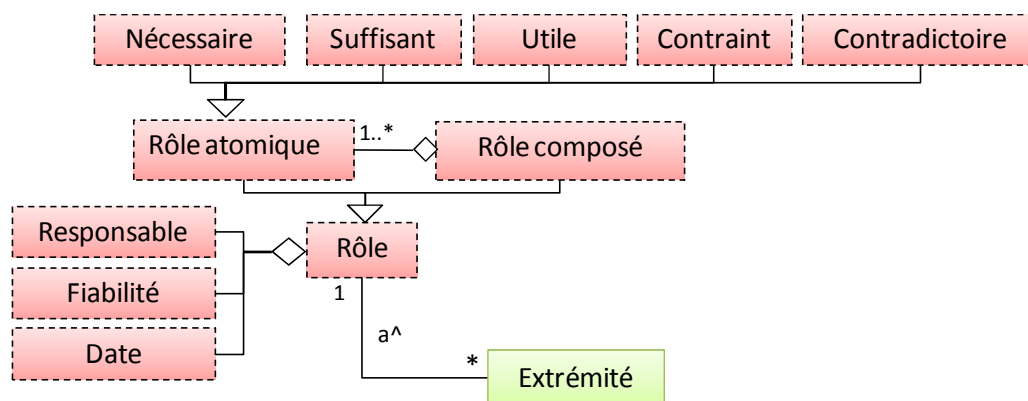 Nécessaire
Suffisant
Utile
Contraint
Contradictoire
Rôle atomique
1..*
Rôle composé
Responsable
Rôle
Fiabilité
1
Date
a^
*
Extrémité